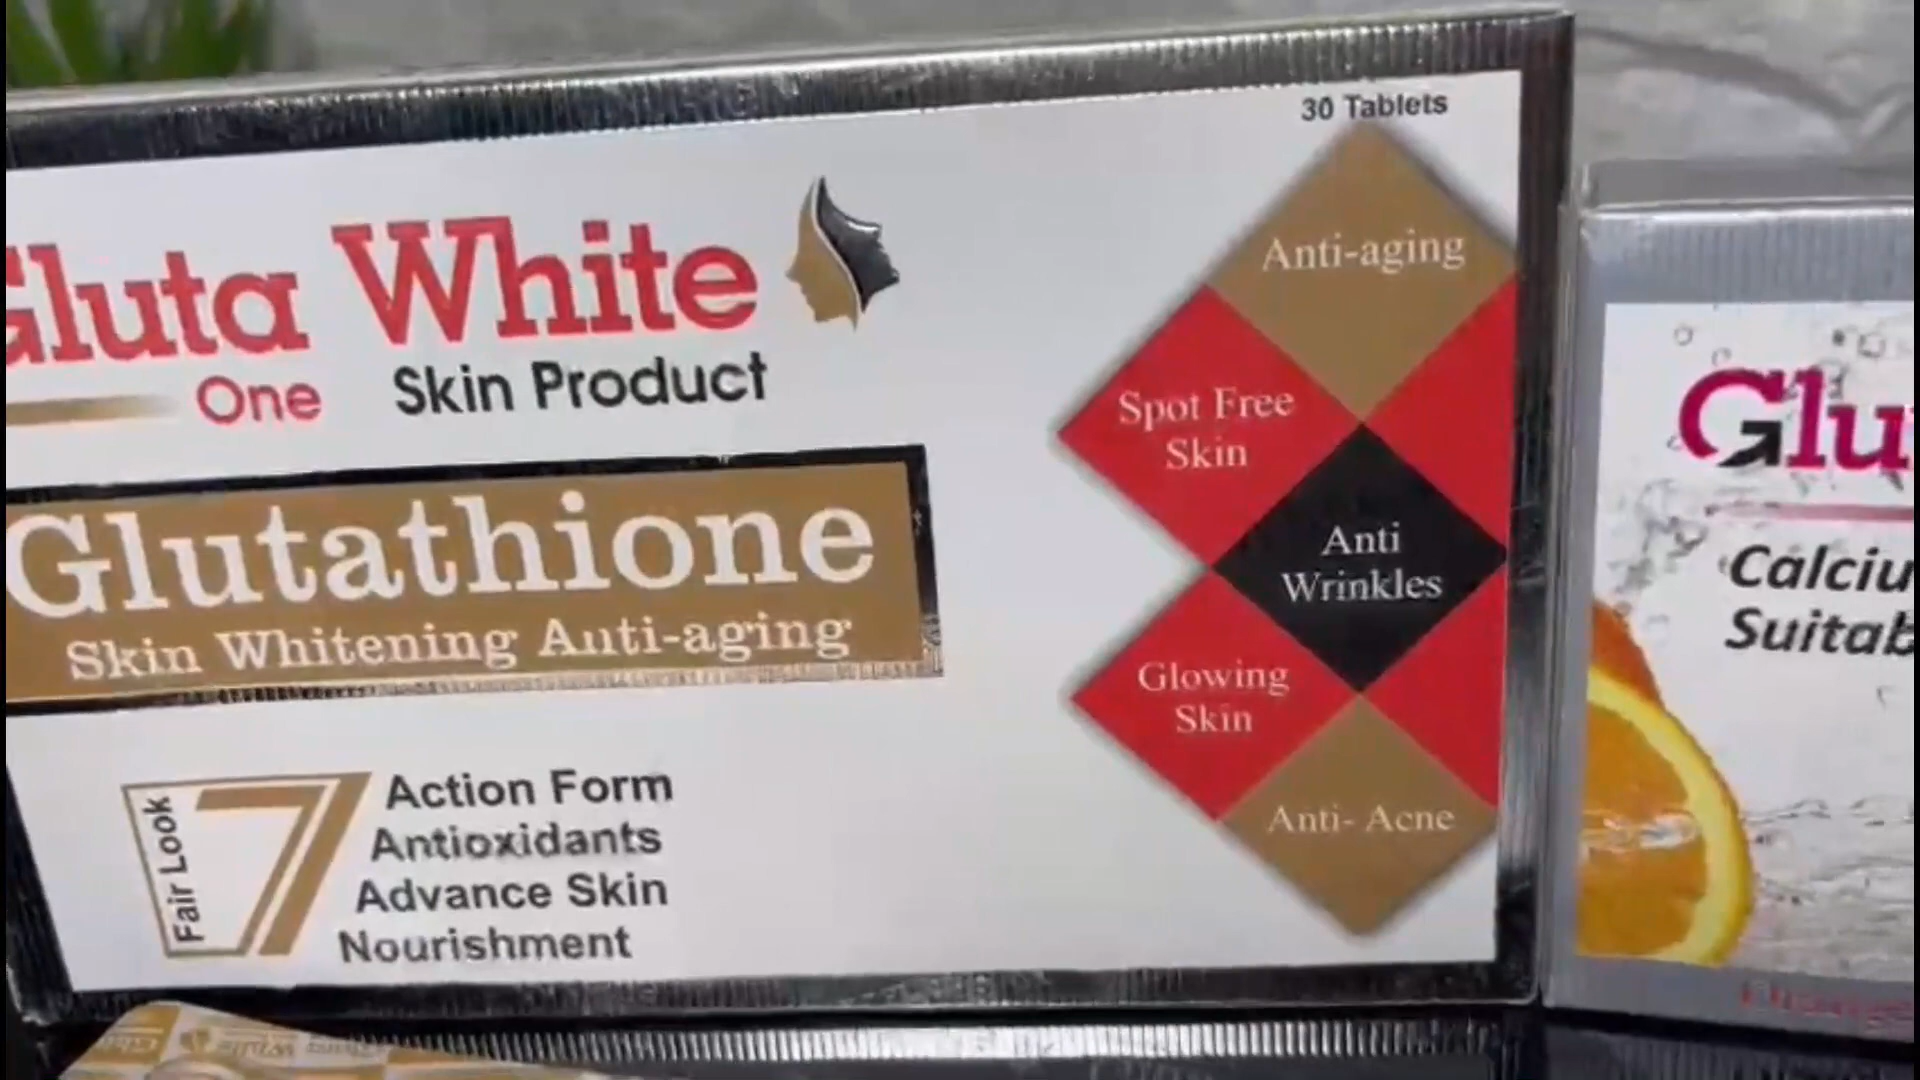 30 Tablets
Gluta White
One Skin Product
Glutathione
Skin Whitening Anti-aging
Fair Look
7
Action Form
Antioxidants
Advance Skin
Nourishment
Anti-aging
Spot Free
Skin
Anti
Wrinkles
Glowing
Skin
Anti- Acne
Glu
Calciu
Suitab